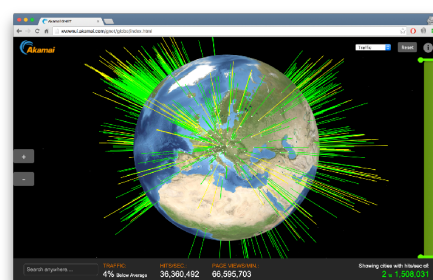 Akamai
Traffic
Reset
+
-
Search anywhere...
TRAFFIC
4% Below Average
HITS/SEC.
36,360,492
PAGE VIEWS/MIN.
66,595,703
Showing cities with hits/sec of: